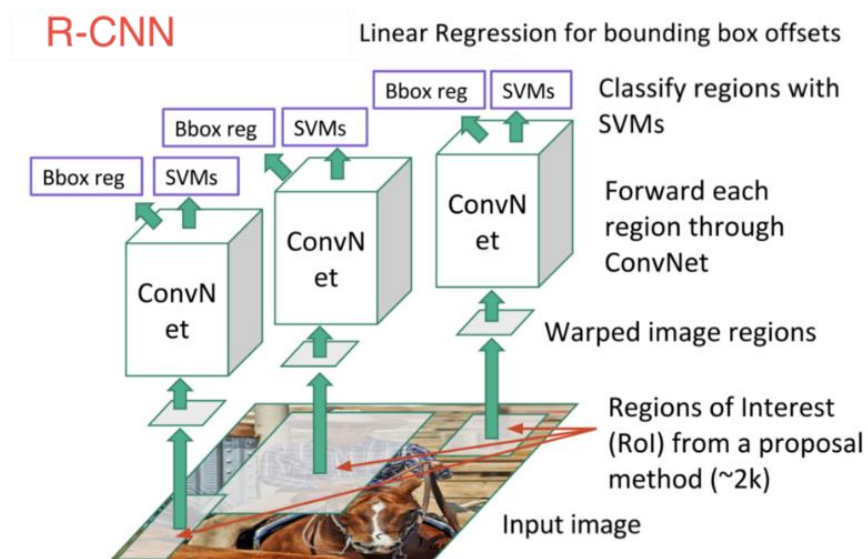 R-CNN
Linear Regression for bounding box offsets
Bbox reg
SVMs
Classify regions with
SVMs
Bbox reg
SVMs
Bbox reg
SVMs
ConvN
et
Forward each
region through
ConvNet
ConvN
et
ConvN
et
Warped image regions
Regions of Interest
(RoI) from a proposal
method (~2k)
Input image